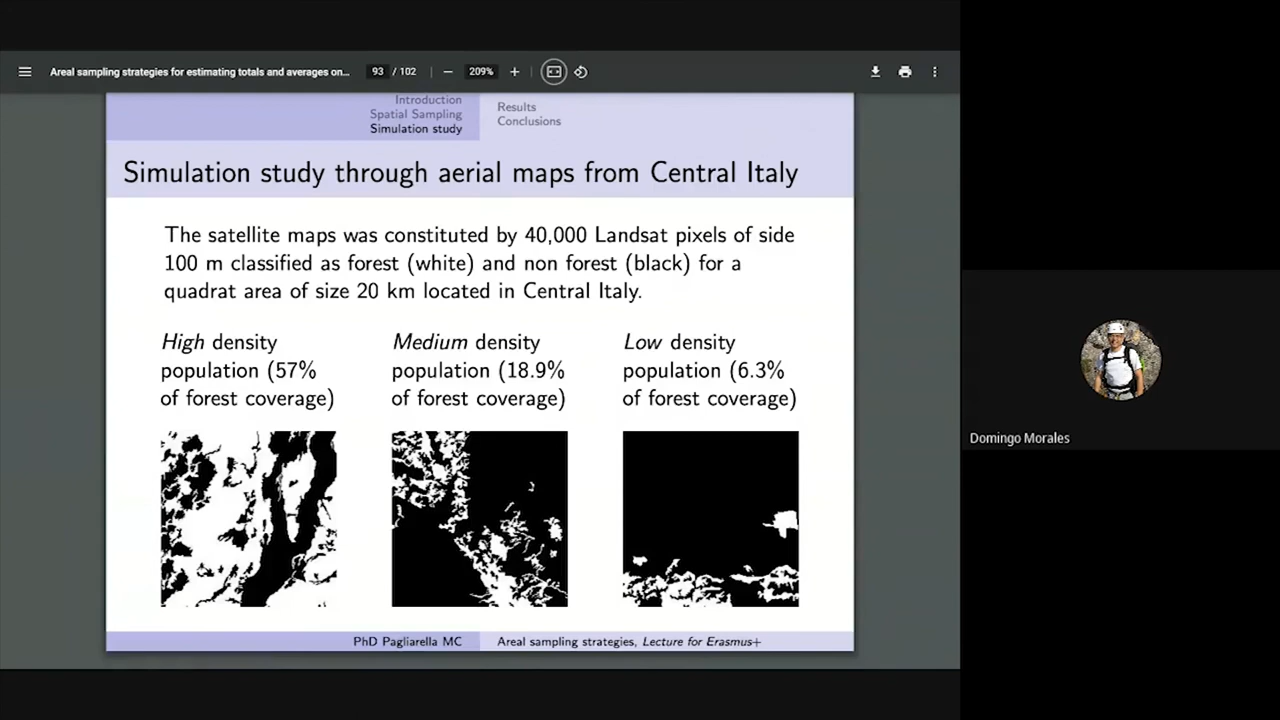 Areal sampling strategies for estimating totals and averages on...
93 / 102
209%
Introduction
Spatial Sampling
Simulation study
Results
Conclusions
Simulation study through aerial maps from Central Italy
The satellite maps was constituted by 40,000 Landsat pixels of side
100 m classified as forest (white) and non forest (black) for a
quadrat area of size 20 km located in Central Italy.
High density
population (57%
of forest coverage)
Medium density
population (18.9%
of forest coverage)
Low density
population (6.3%
of forest coverage)
PhD Pagliarella MC
Areal sampling strategies, Lecture for Erasmus+
Domingo Morales